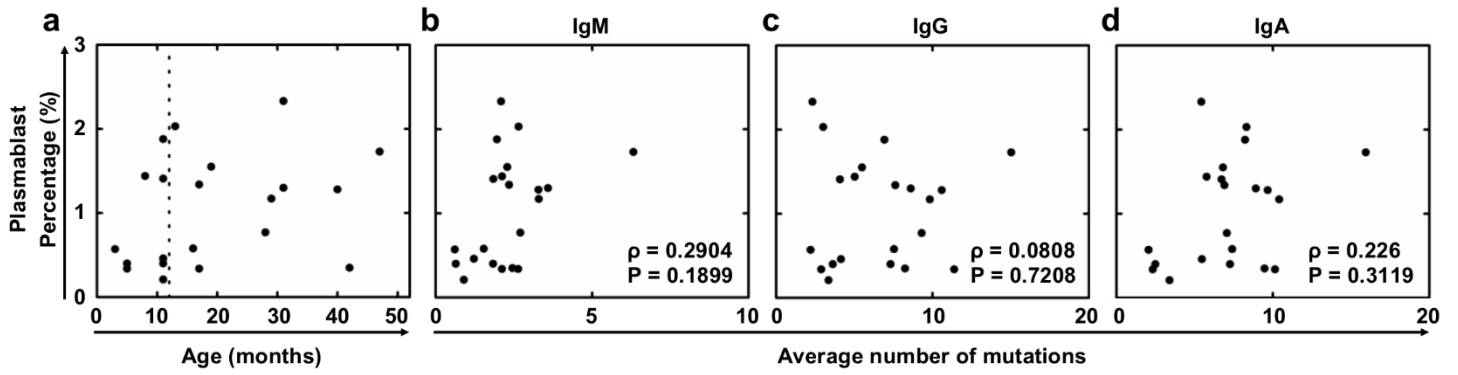 a
b
c
d
IgM
IgG
IgA
Plasmablast
Percentage (%)
3
2
1
0
0 10 20 30 40 50
0 5 10
0 10 20
0 10 20
ρ = 0.2904
P = 0.1899
ρ = 0.0808
P = 0.7208
ρ = 0.226
P = 0.3119
Age (months)
Average number of mutations